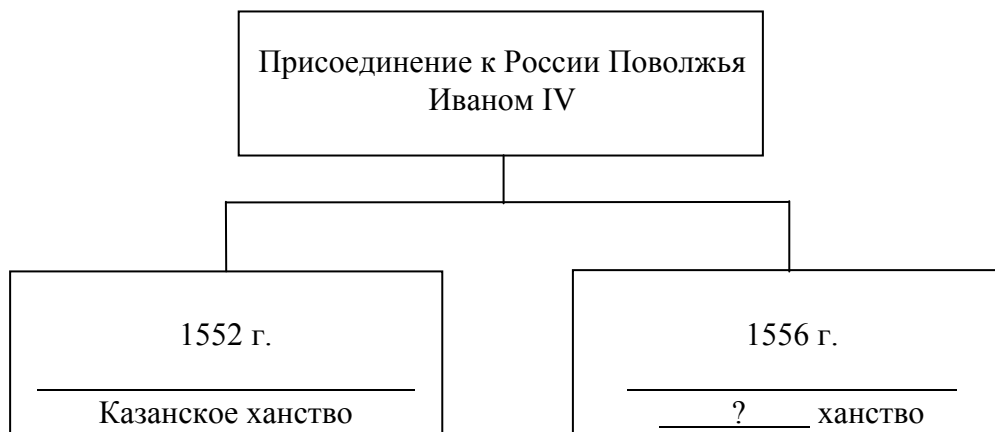 Присоединение к России Поволжья
Иваном IV
1552 г.
Казанское ханство
1556 г.
? ханство